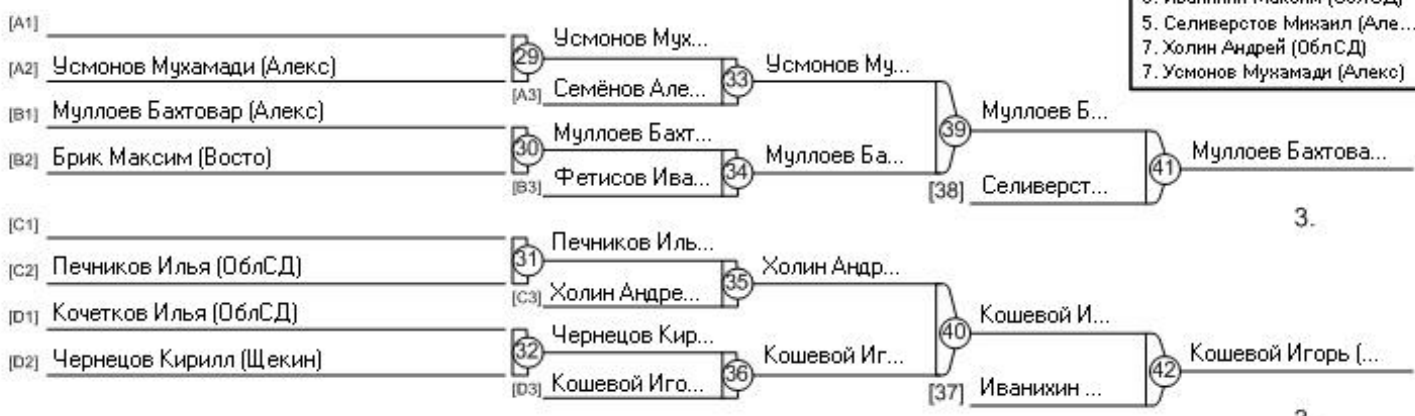 5. Селиверстов Михаил (Але...
7. Холин Андрей (ОблСД)
7. Усмонов Мухамади (Алекс)
[A1]
[A2] Усмонов Мухамади (Алекс)
29
Усмонов Мух...
[A3] Семёнов Але...
33
Усмонов Му...
[B1] Муллоев Бахтовар (Алекс)
[B2] Брик Максим (Восто)
30
Муллоев Бахт...
[B3] Фетисов Ива...
34
Муллоев Ба...
39
Муллоев Б...
[38] Селиверст...
41
Муллоев Бахтова...
3.
[C1]
[C2] Печников Илья (ОблСД)
31
Печников Иль...
[C3] Холин Андре...
35
Холин Андр...
[D1] Кочетков Илья (ОблСД)
[D2] Чернецов Кирилл (Щекин)
32
Чернецов Кир...
[D3] Кошевой Иго...
36
Кошевой Иг...
40
Кошевой И...
[37] Иванихин ...
42
Кошевой Игорь (...